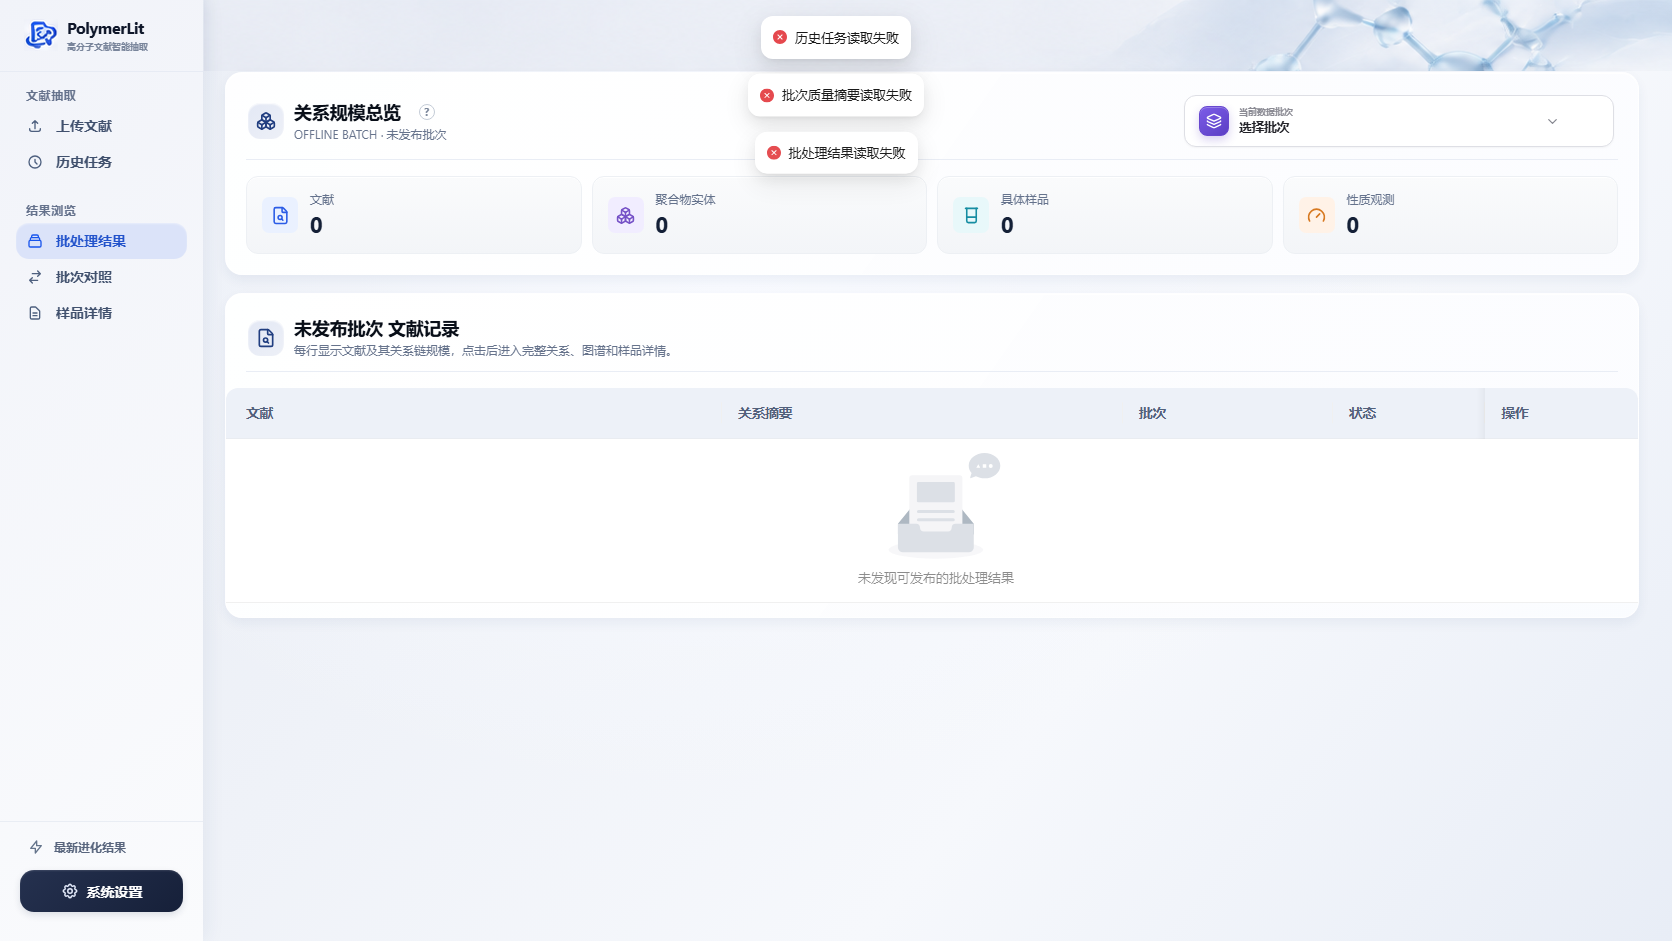 PolymerLit
高分子文献智能抽取
文献抽取
上传文献
历史任务
结果浏览
批处理结果
批次对照
样品详情
最新进化结果
系统设置
历史任务读取失败
批次质量摘要读取失败
批处理结果读取失败
关系规模总览 ?
OFFLINE BATCH · 未发布批次
当前数据批次
选择批次
文献
0
聚合物实体
0
具体样品
0
性质观测
0
未发布批次 文献记录
每行显示文献及其关系链规模，点击后进入完整关系、图谱和样品详情。
文献 关系摘要 批次 状态 操作
未发现可发布的批处理结果